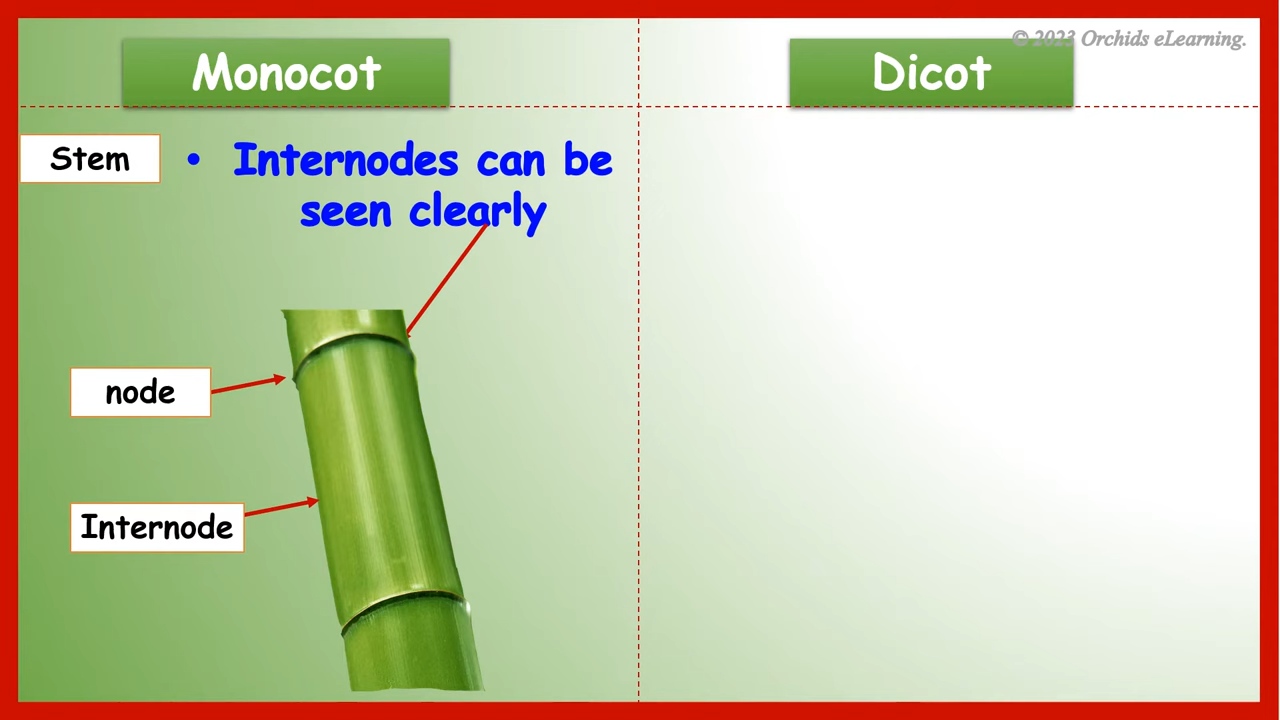 © 2023 Orchids eLearning.
Monocot
Dicot
Stem
• Internodes can be
seen clearly
node
Internode